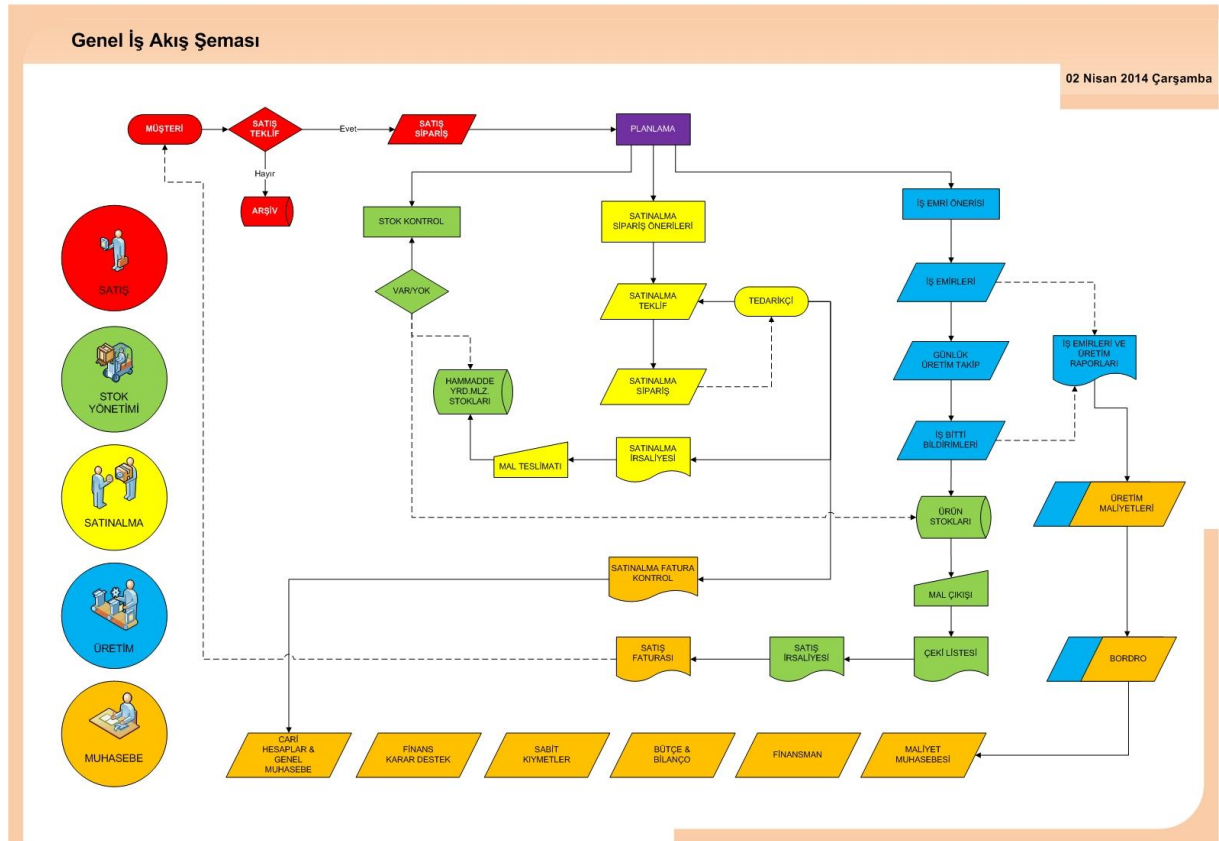 Genel İş Akış Şeması
02 Nisan 2014 Çarşamba
MÜŞTERİ
SATIŞ
TEKLİF
Evet
SATIŞ
SİPARİŞ
PLANLAMA
Hayır
ARŞİV
STOK KONTROL
SATINALMA
SİPARİŞ ÖNERİLERİ
İŞ EMRİ ÖNERİSİ
SATIŞ
VAR/YOK
SATINALMA
TEKLİF
TEDARİKÇİ
İŞ EMİRLERİ
STOK
YÖNETİMİ
HAMMADDE
YRD.MLZ.
STOKLARI
SATINALMA
SİPARİŞ
GÜNLÜK
ÜRETİM TAKİP
İŞ EMİRLERİ VE
ÜRETİM
RAPORLARI
MAL TESLİMATI
SATINALMA
İRSALİYESİ
İŞ BİTTİ
BİLDİRİMLERİ
SATINALMA
ÜRÜN
STOKLARI
ÜRETİM
MALİYETLERİ
SATINALMA FATURA
KONTROL
MAL ÇIKIŞI
ÜRETİM
SATIŞ
FATURASI
SATIŞ
İRSALİYESİ
ÇEKİ LİSTESİ
BORDRO
MUHASEBE
CARİ
HESAPLAR &
GENEL
MUHASEBE
FİNANS
KARAR DESTEK
SABİT
KIYMETLER
BÜTÇE &
BİLANÇO
FİNANSMAN
MALİYET
MUHASEBESİ